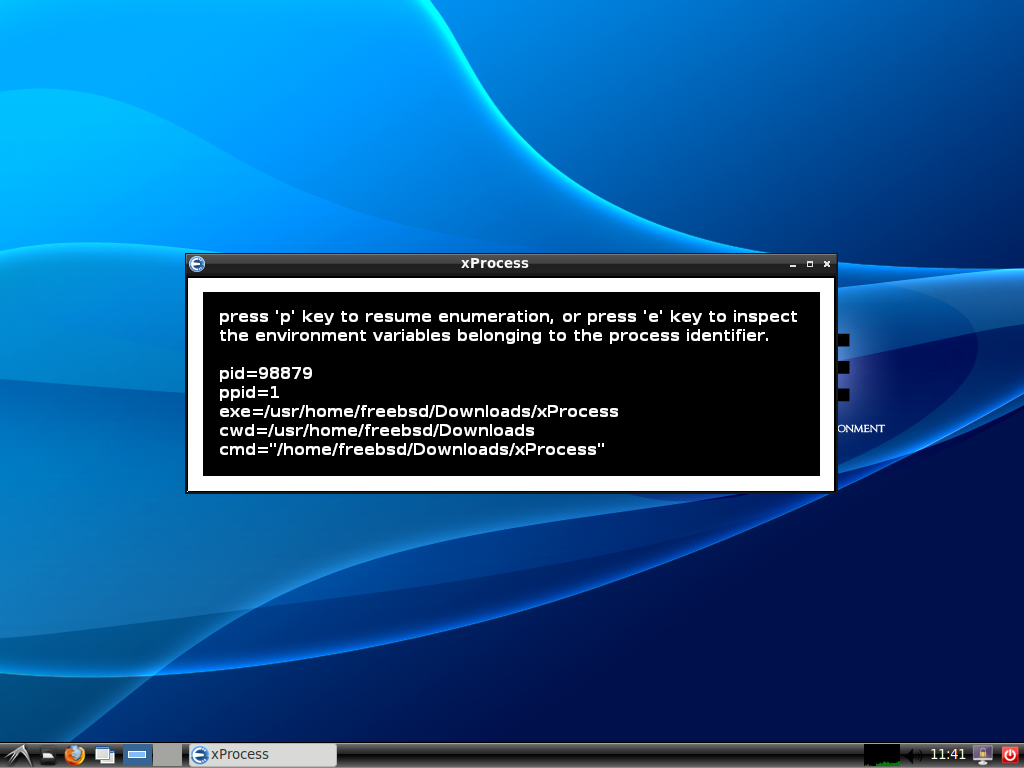 xProcess
press 'p' key to resume enumeration, or press 'e' key to inspect
the environment variables belonging to the process identifier.
pid=98879
ppid=1
exe=/usr/home/freebsd/Downloads/xProcess
cwd=/usr/home/freebsd/Downloads
cmd="/home/freebsd/Downloads/xProcess"
ONMENT
xProcess
11:41